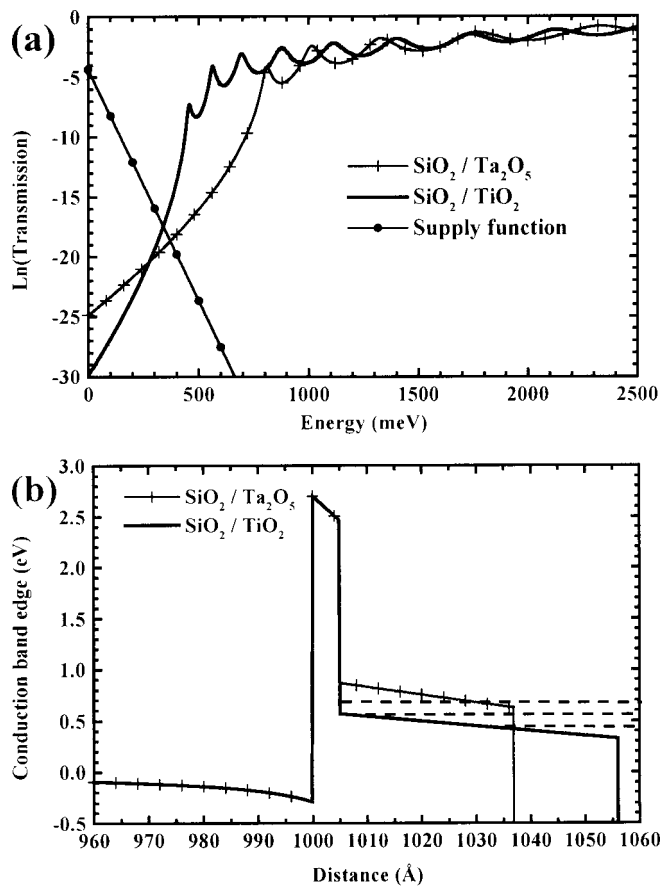 (a)
Ln(Transmission)
0
-5
-10
-15
-20
-25
-30
SiO₂ / Ta₂O₅
SiO₂ / TiO₂
Supply function
0 500 1000 1500 2000 2500
Energy (meV)
(b)
Conduction band edge (eV)
3.0
2.5
2.0
1.5
1.0
0.5
0.0
-0.5
SiO₂ / Ta₂O₅
SiO₂ / TiO₂
960 970 980 990 1000 1010 1020 1030 1040 1050 1060
Distance (Å)